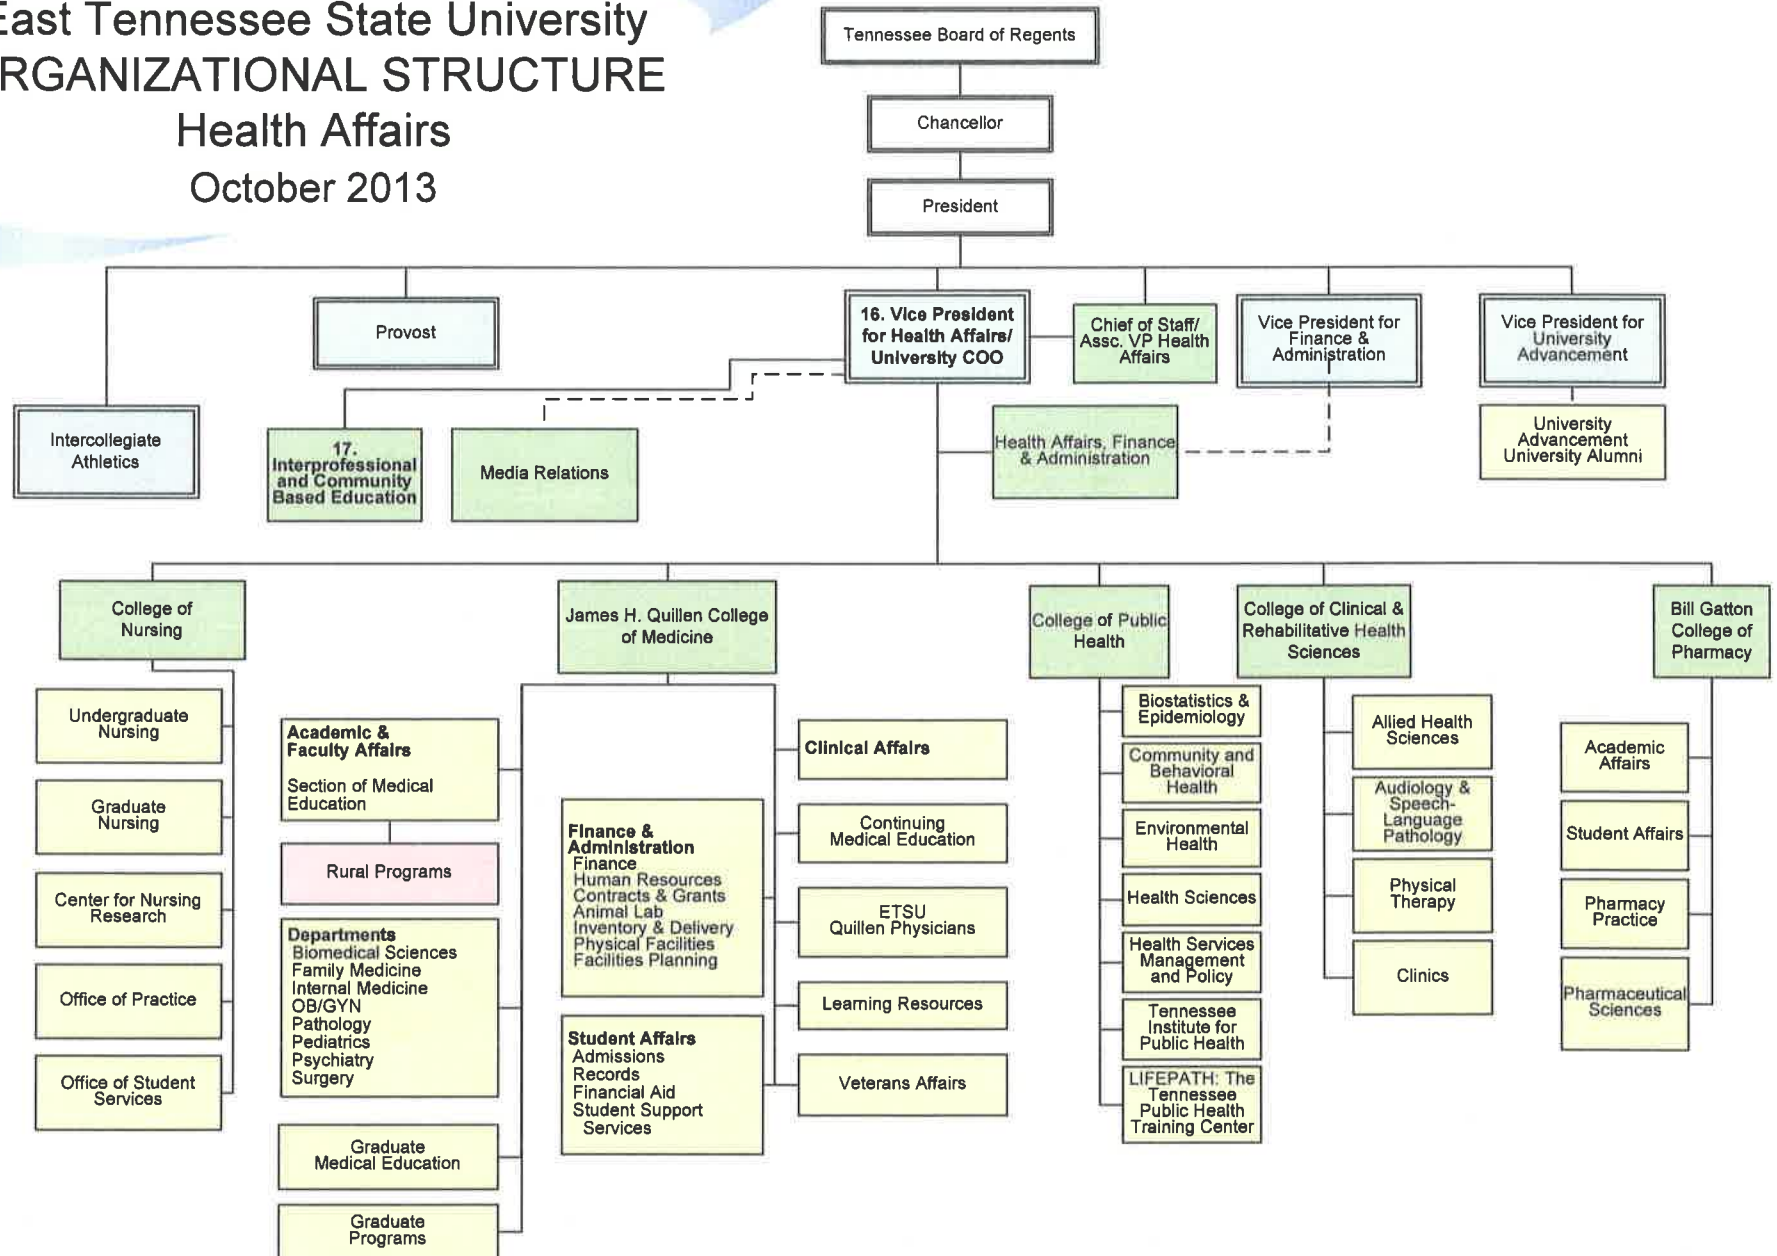 East Tennessee State University
RGANIZATIONAL STRUCTURE
Health Affairs
October 2013
Tennessee Board of Regents
Chancellor
President
Provost
16. Vice President
for Health Affairs/
University COO
Chief of Staff/
Assc. VP Health
Affairs
Vice President for
Finance &
Administration
Vice President for
University
Advancement
Intercollegiate
Athletics
17.
Interprofessional
and Community
Based Education
Media Relations
Health Affairs, Finance
& Administration
University
Advancement
University Alumni
College of
Nursing
James H. Quillen College
of Medicine
College of Public
Health
College of Clinical &
Rehabilitative Health
Sciences
Bill Gatton
College of
Pharmacy
Undergraduate
Nursing
Graduate
Nursing
Center for Nursing
Research
Office of Practice
Office of Student
Services
Academic &
Faculty Affairs
Section of Medical
Education
Rural Programs
Departments
Biomedical Sciences
Family Medicine
Internal Medicine
OB/GYN
Pathology
Pediatrics
Psychiatry
Surgery
Graduate
Medical Education
Graduate
Programs
Finance &
Administration
Finance
Human Resources
Contracts & Grants
Animal Lab
Inventory & Delivery
Physical Facilities
Facilities Planning
Student Affairs
Admissions
Records
Financial Aid
Student Support
Services
Clinical Affairs
Continuing
Medical Education
ETSU
Quillen Physicians
Learning Resources
Veterans Affairs
Biostatistics &
Epidemiology
Community and
Behavioral
Health
Environmental
Health
Health Sciences
Health Services
Management
and Policy
Tennessee
Institute for
Public Health
LIFEPATH: The
Tennessee
Public Health
Training Center
Allied Health
Sciences
Audiology &
Speech-
Language
Pathology
Physical
Therapy
Clinics
Academic
Affairs
Student Affairs
Pharmacy
Practice
Pharmaceutical
Sciences